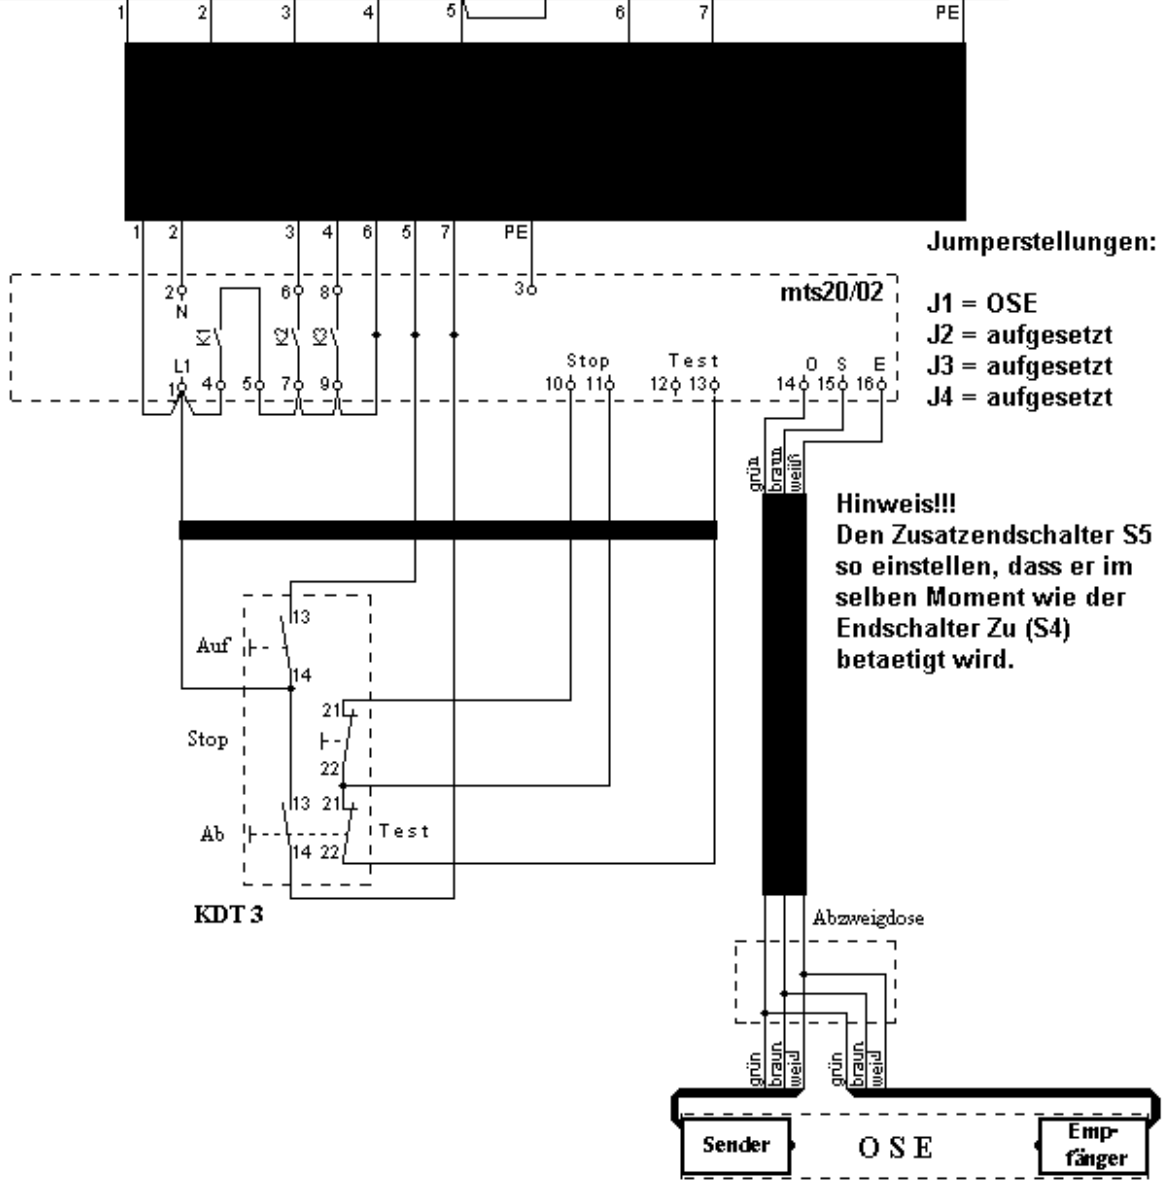 1 2 3 4 5 6 7 PE
1 2 3 4 6 5 7 PE
Jumperstellungen:
2 6 8 3 mts20/02
N
J1 = OSE
K1 K2 K3
J2 = aufgesetzt
L1 Stop Test O S E
J3 = aufgesetzt
1 4 5 7 9 10 11 12 13 14 15 16
J4 = aufgesetzt
grün braun weiß
Hinweis!!!
Den Zusatzendschalter S5
so einstellen, dass er im
selben Moment wie der
Endschalter Zu (S4)
betaetigt wird.
13
Auf
14
21
Stop
22
13 21
Ab Test
14 22
KDT 3
Abzweigdose
grün braun weiß grün braun weiß
Sender OSE Emp-
fänger